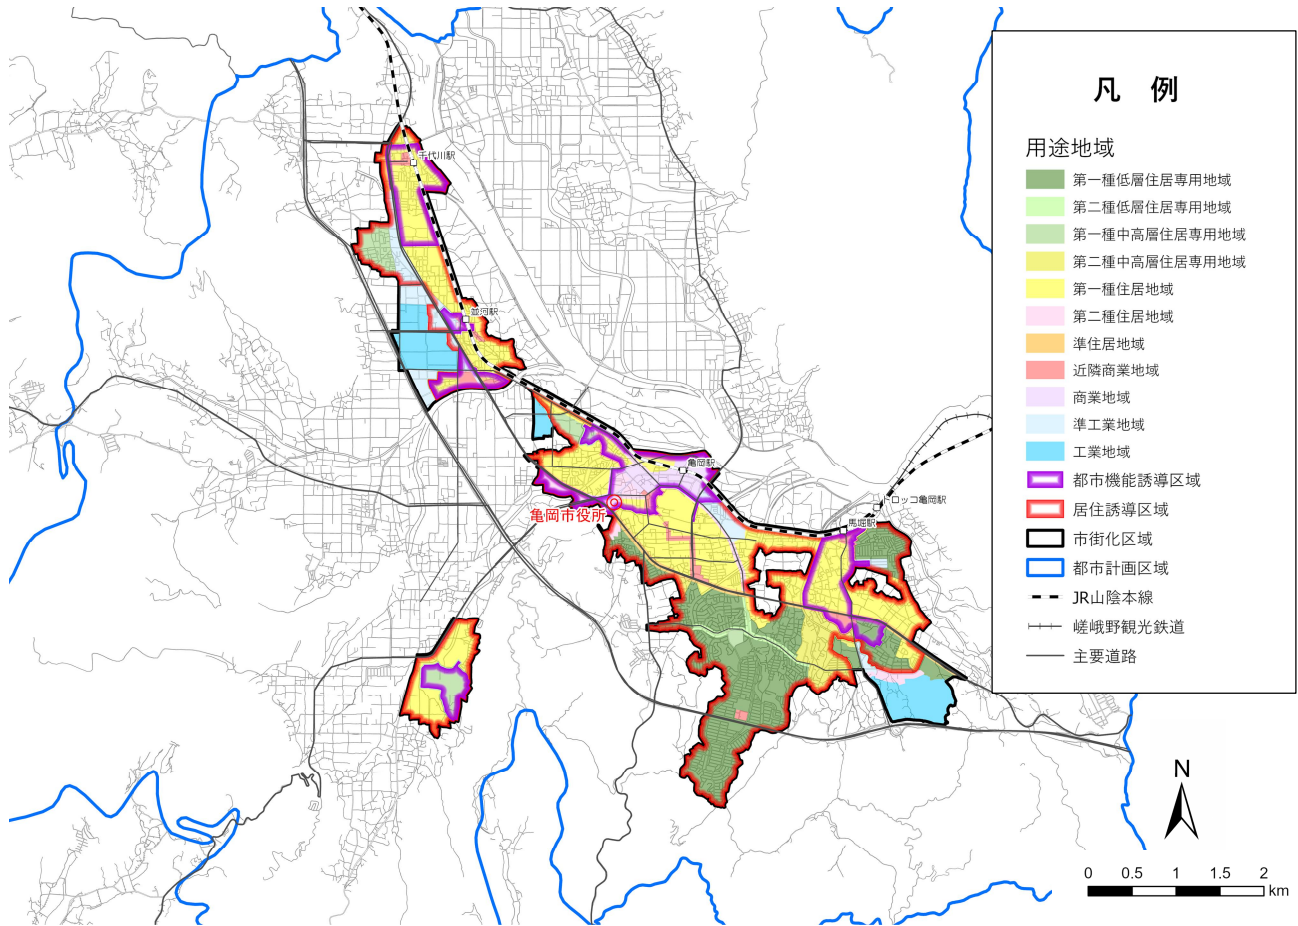 凡 例
用途地域
第一種低層住居専用地域
第二種低層住居専用地域
第一種中高層住居専用地域
第二種中高層住居専用地域
第一種住居地域
第二種住居地域
準住居地域
近隣商業地域
商業地域
準工業地域
工業地域
都市機能誘導区域
居住誘導区域
市街化区域
都市計画区域
JR山陰本線
嵯峨野観光鉄道
主要道路
千代川駅
並河駅
亀岡駅
トロッコ亀岡駅
馬堀駅
亀岡市役所
N
0 0.5 1 1.5 2
km